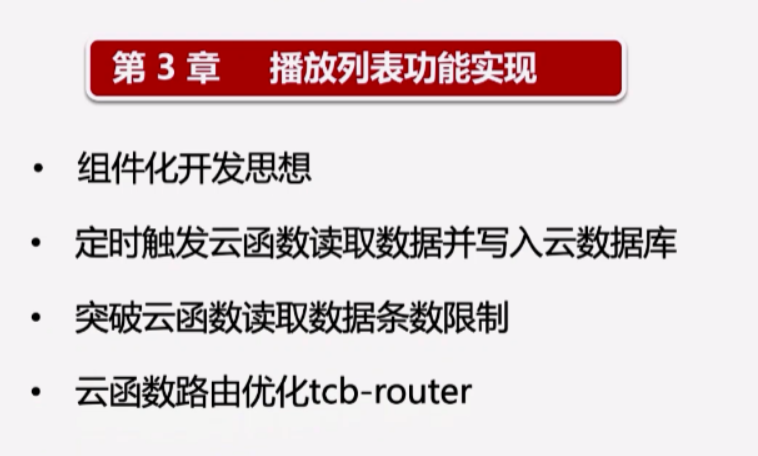 第 3 章 播放列表功能实现
• 组件化开发思想
• 定时触发云函数读取数据并写入云数据库
• 突破云函数读取数据条数限制
• 云函数路由优化tcb-router